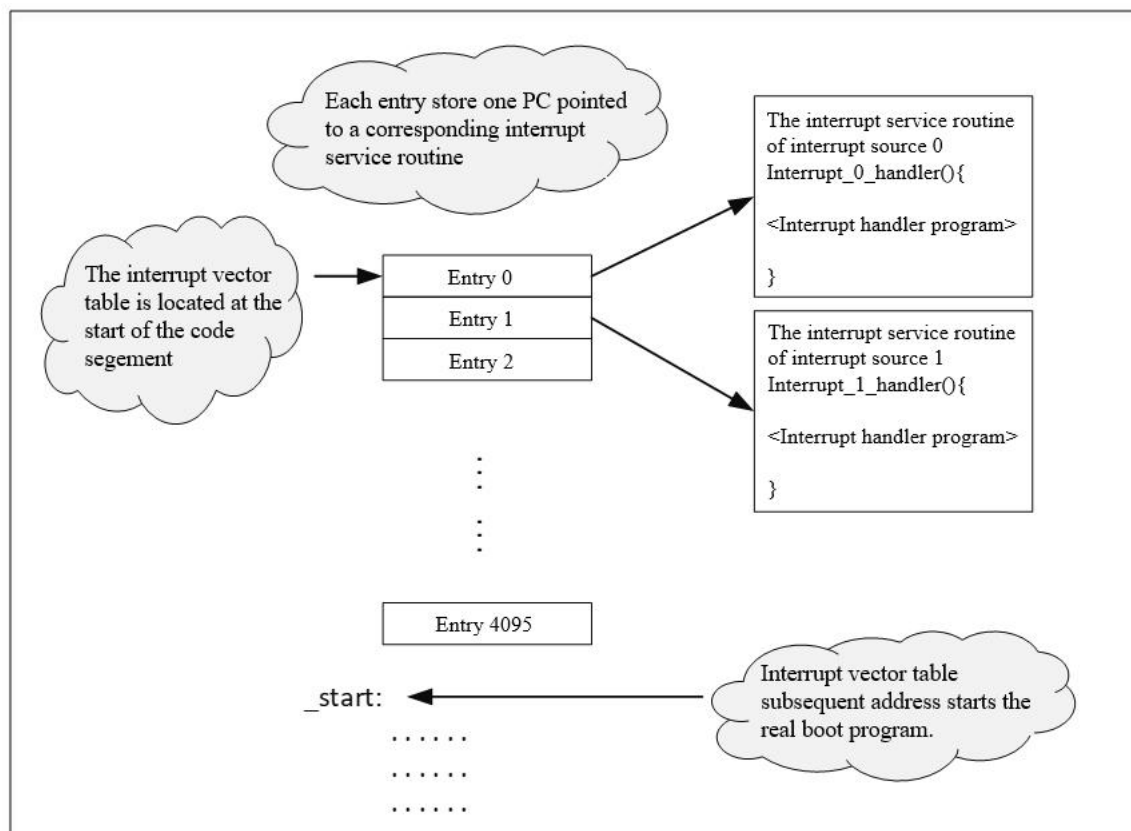 Each entry store one PC pointed
to a corresponding interrupt
service routine
The interrupt service routine
of interrupt source 0
Interrupt_0_handler(){
<Interrupt handler program>
}
The interrupt vector
table is located at the
start of the code
segement
Entry 0
Entry 1
Entry 2
The interrupt service routine
of interrupt source 1
Interrupt_1_handler(){
<Interrupt handler program>
}
Entry 4095
_start:
Interrupt vector table
subsequent address starts the
real boot program.
......
......
......